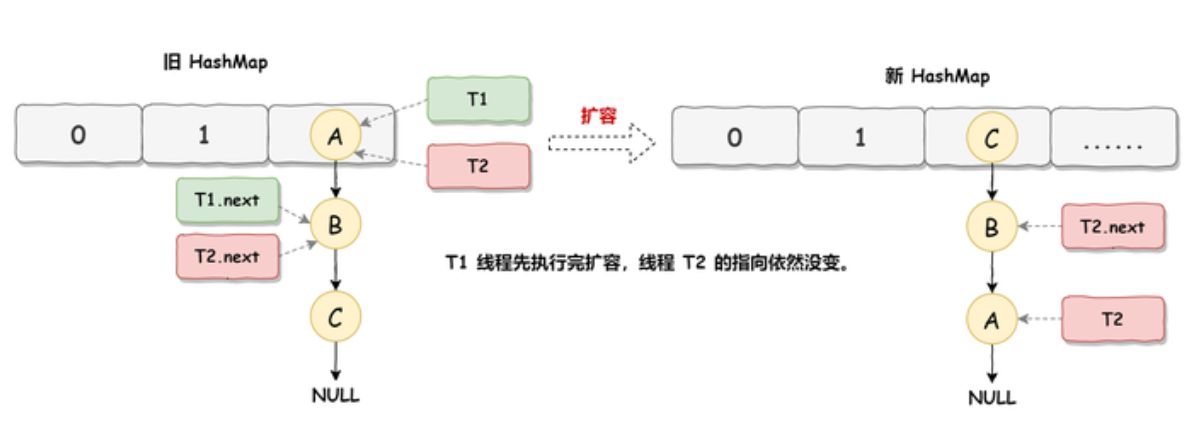 旧 HashMap
新 HashMap
T1
扩容
0
1
A
T2
0
1
C
......
T1.next
B
T2.next
T1 线程先执行完扩容，线程 T2 的指向依然没变。
B
T2.next
C
A
T2
NULL
NULL